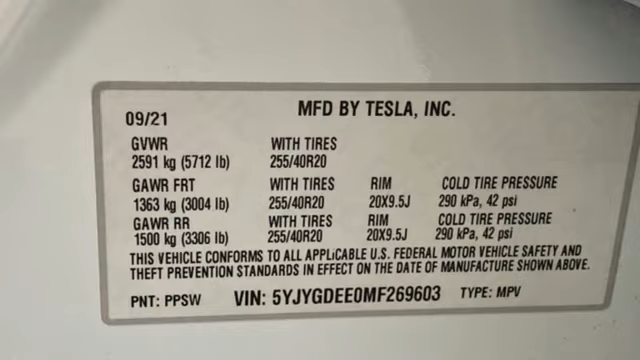 09/21 MFD BY TESLA, INC.
GVWR WITH TIRES
2591 kg (5712 lb) 255/40R20
GAWR FRT WITH TIRES RIM COLD TIRE PRESSURE
1363 kg (3004 lb) 255/40R20 20X9.5J 290 kPa, 42 psi
GAWR RR WITH TIRES RIM COLD TIRE PRESSURE
1500 kg (3306 lb) 255/40R20 20X9.5J 290 kPa, 42 psi
THIS VEHICLE CONFORMS TO ALL APPLICABLE U.S. FEDERAL MOTOR VEHICLE SAFETY AND
THEFT PREVENTION STANDARDS IN EFFECT ON THE DATE OF MANUFACTURE SHOWN ABOVE.
PNT: PPSW VIN: 5YJYGDEE0MF269603 TYPE: MPV